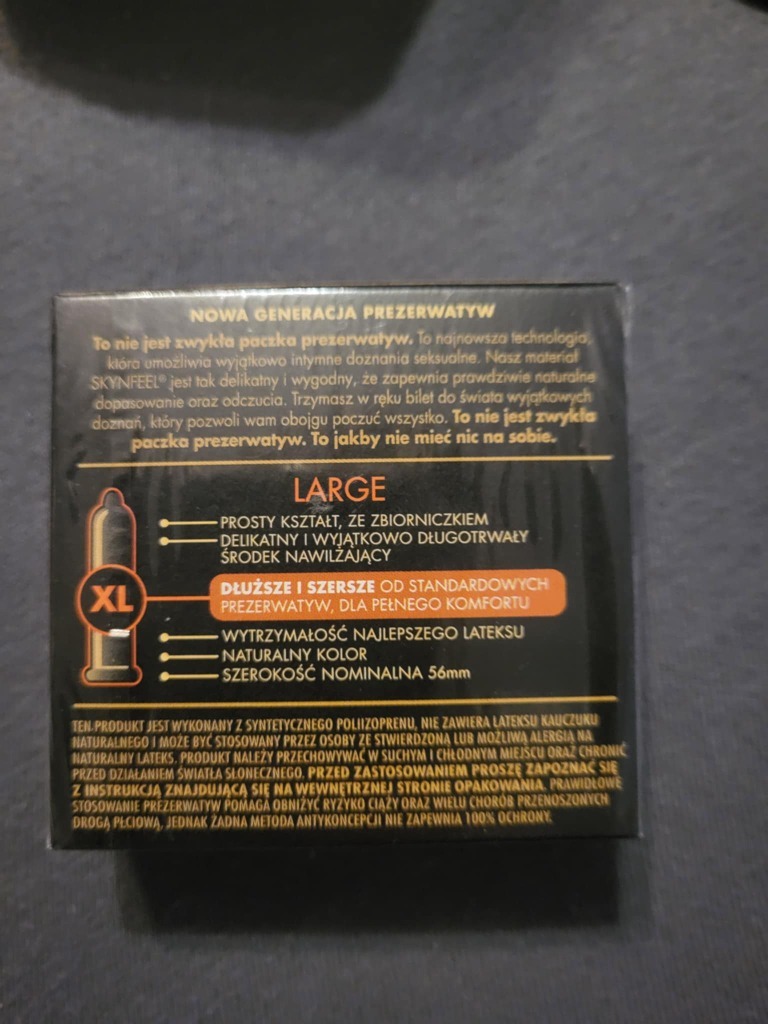 NOWA GENERACJA PREZERWATYW
To nie jest zwykła paczka prezerwatyw. To najnowsza technologia,
która umożliwia wyjątkowo intymne doznania seksualne. Nasz materiał
SKYNFEEL® jest tak delikatny i wygodny, że zapewnia prawdziwie naturalne
dopasowanie oraz odczucia. Trzymasz w ręku bilet do świata wyjątkowych
doznań, który pozwoli wam obojgu poczuć wszystko. To nie jest zwykła
paczka prezerwatyw. To jakby nie mieć nic na sobie.
LARGE
PROSTY KSZTAŁT, ZE ZBIORNICZKIEM
DELIKATNY I WYJĄTKOWO DŁUGOTRWAŁY
ŚRODEK NAWILŻAJĄCY
XL
DŁUŻSZE I SZERSZE OD STANDARDOWYCH
PREZERWATYW, DLA PEŁNEGO KOMFORTU
WYTRZYMAŁOŚĆ NAJLEPSZEGO LATEKSU
NATURALNY KOLOR
SZEROKOŚĆ NOMINALNA 56mm
TEN PRODUKT JEST WYKONANY Z SYNTETYCZNEGO POLIIZOPRENU, NIE ZAWIERA LATEKSU KAUCZUKU
NATURALNEGO I MOŻE BYĆ STOSOWANY PRZEZ OSOBY ZE STWIERDZONĄ LUB MOŻLIWĄ ALERGIĄ NA
NATURALNY LATEKS. PRODUKT NALEŻY PRZECHOWYWAĆ W SUCHYM I CHŁODNYM MIEJSCU ORAZ CHRONIĆ
PRZED DZIAŁANIEM ŚWIATŁA SŁONECZNEGO. PRZED ZASTOSOWANIEM PROSZĘ ZAPOZNAĆ SIĘ
Z INSTRUKCJĄ ZNAJDUJĄCĄ SIĘ NA WEWNĘTRZNEJ STRONIE OPAKOWANIA. PRAWIDŁOWE
STOSOWANIE PREZERWATYW POMAGA OBNIŻYĆ RYZYKO CIĄŻY ORAZ WIELU CHORÓB PRZENOSZONYCH
DROGĄ PŁCIOWĄ, JEDNAK ŻADNA METODA ANTYKONCEPCJI NIE ZAPEWNIA 100% OCHRONY.